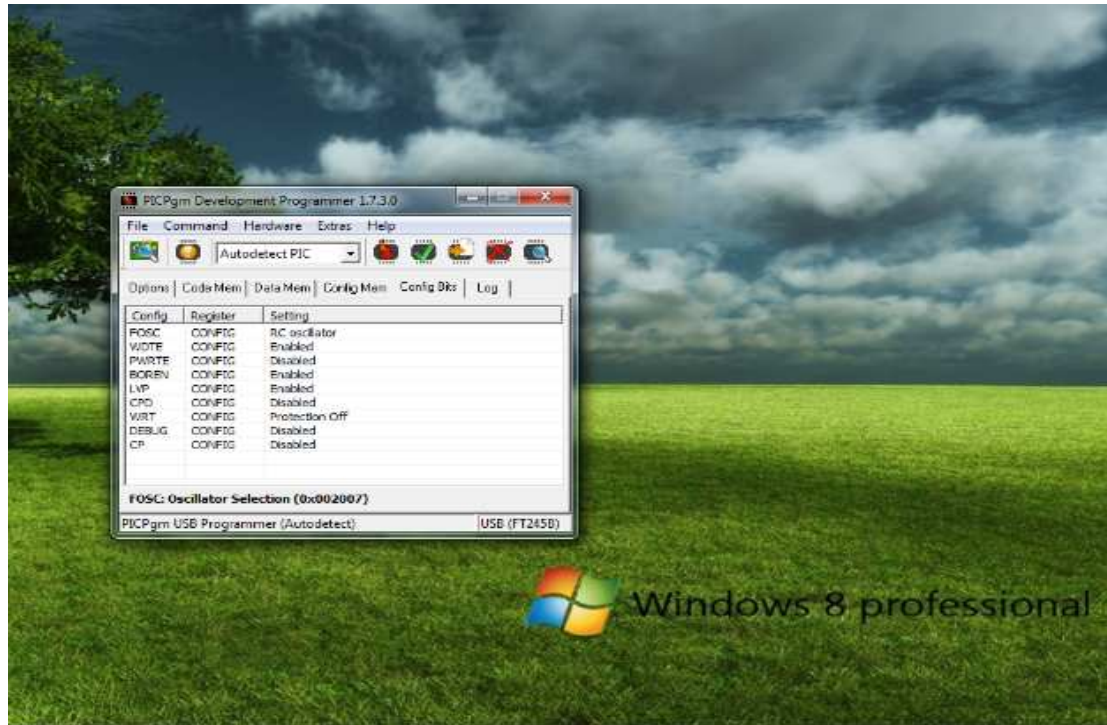 PICPgm Development Programmer 1.7.3.0
File Command Hardware Extras Help
Autodetect PIC
Options Code Mem Data Mem Config Mem Config Bits Log
Config Register Setting
FOSC CONFIG RC oscillator
WDTE CONFIG Enabled
PWRTE CONFIG Disabled
BOREN CONFIG Enabled
LVP CONFIG Enabled
CPD CONFIG Disabled
WRT CONFIG Protection Off
DEBUG CONFIG Disabled
CP CONFIG Disabled
FOSC: Oscillator Selection (0x002007)
PICPgm USB Programmer (Autodetect) USB (FT245B)
Windows 8 professional